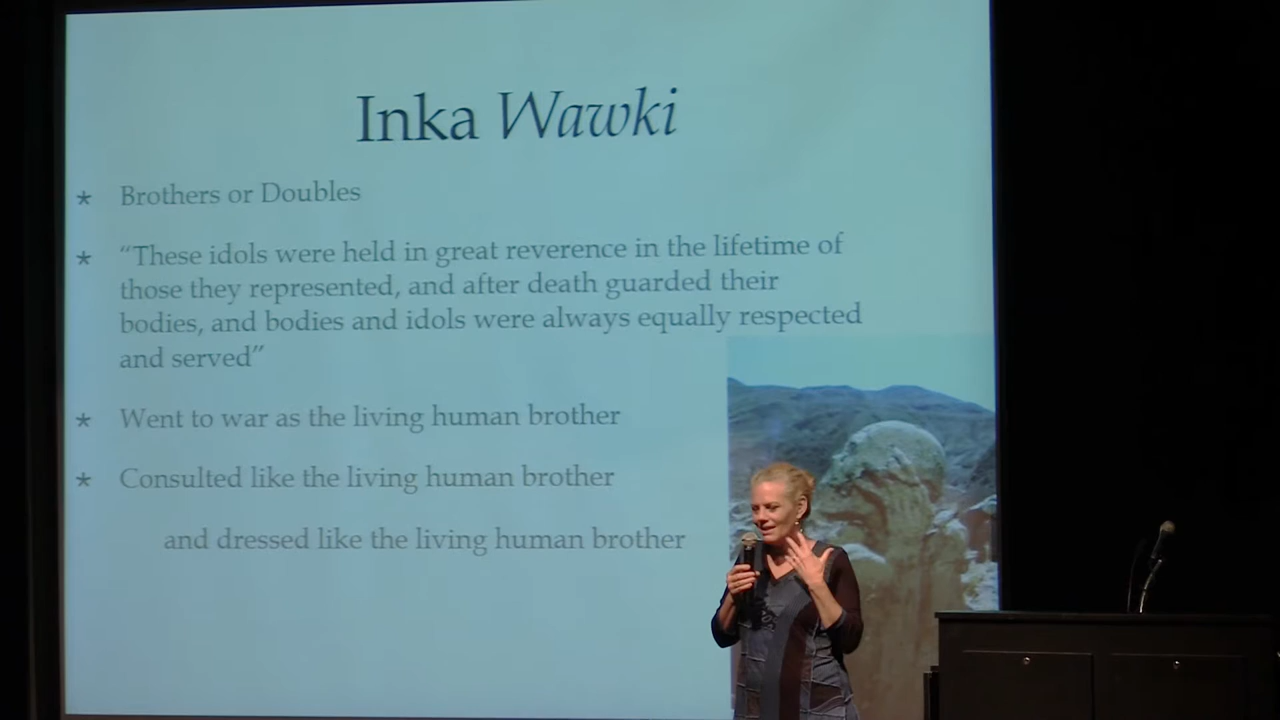 Inka Wawki
* Brothers or Doubles
* “These idols were held in great reverence in the lifetime of
those they represented, and after death guarded their
bodies, and bodies and idols were always equally respected
and served”
* Went to war as the living human brother
* Consulted like the living human brother
and dressed like the living human brother